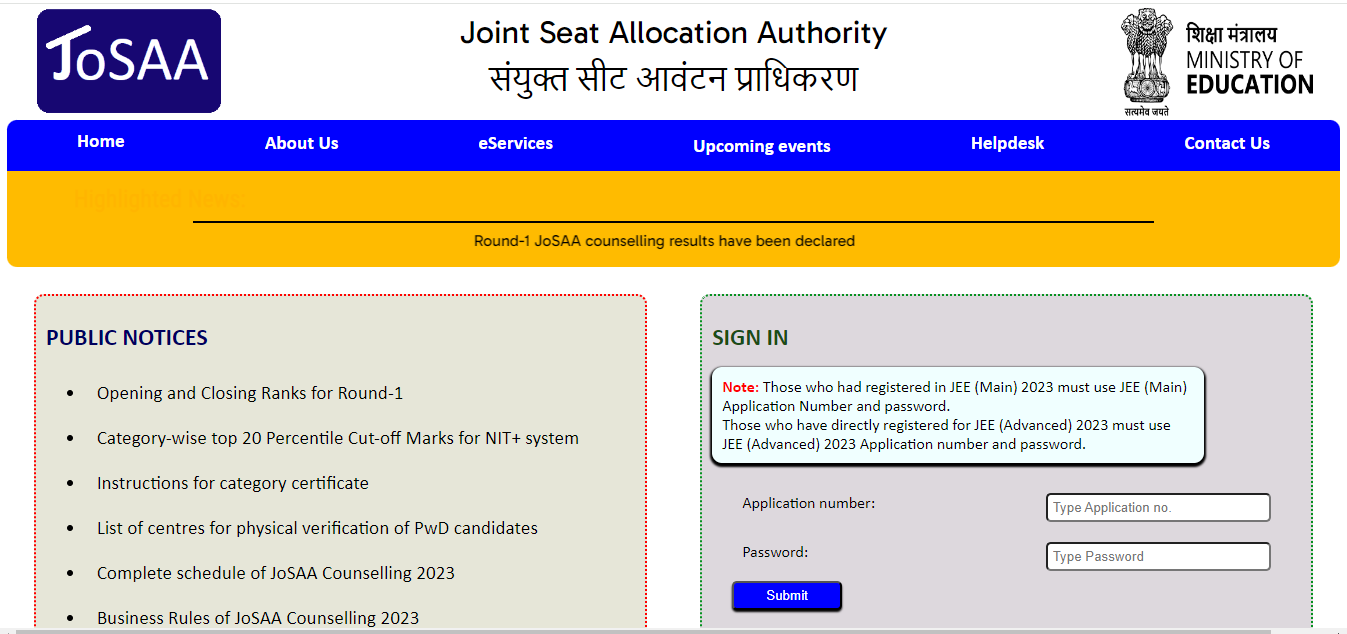 JoSAA
Joint Seat Allocation Authority
संयुक्त सीट आवंटन प्राधिकरण
सत्यमेव जयते
शिक्षा मंत्रालय
MINISTRY OF
EDUCATION
Home
About Us
eServices
Upcoming events
Helpdesk
Contact Us
Highlighted News:
Round-1 JoSAA counselling results have been declared
PUBLIC NOTICES
• Opening and Closing Ranks for Round-1
• Category-wise top 20 Percentile Cut-off Marks for NIT+ system
• Instructions for category certificate
• List of centres for physical verification of PwD candidates
• Complete schedule of JoSAA Counselling 2023
• Business Rules of JoSAA Counselling 2023
SIGN IN
Note: Those who had registered in JEE (Main) 2023 must use JEE (Main)
Application Number and password.
Those who have directly registered for JEE (Advanced) 2023 must use
JEE (Advanced) 2023 Application number and password.
Application number:
Type Application no.
Password:
Type Password
Submit